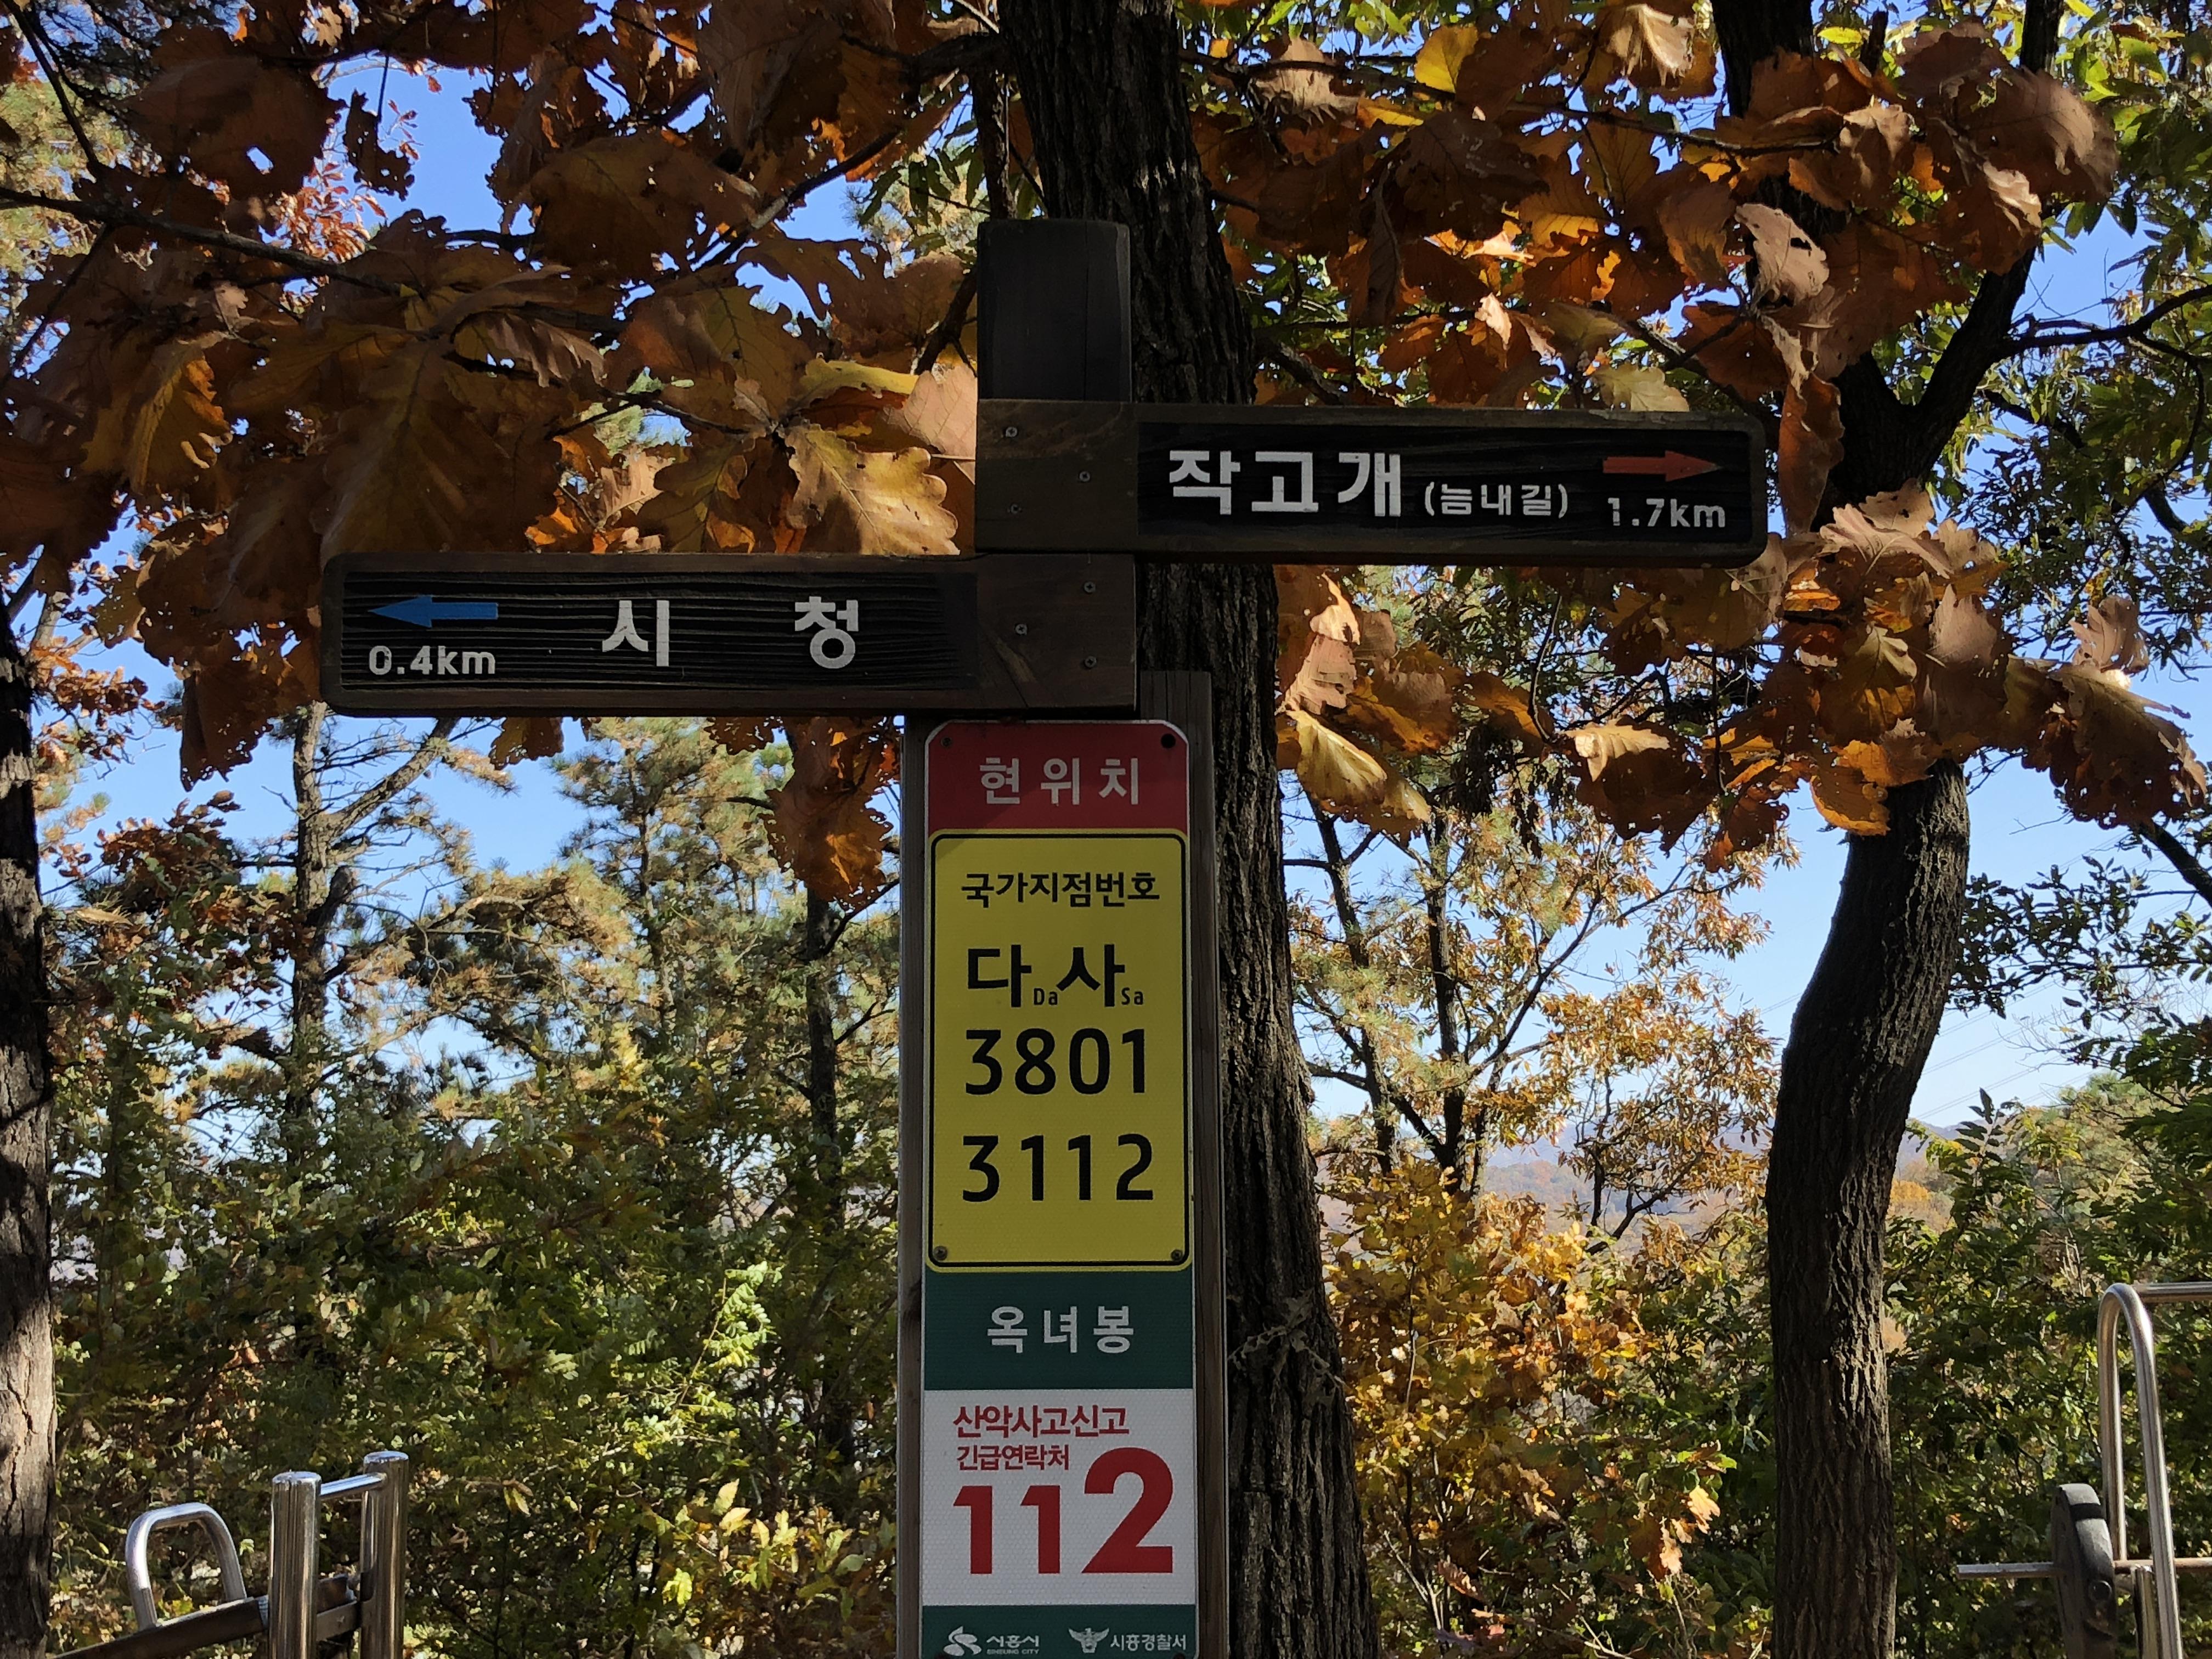 작고개 (늠내길) 1.7km
시 청
0.4km
현위치
국가지점번호
다Da사Sa
3801
3112
옥녀봉
산악사고신고
긴급연락처
112
시흥시 시흥경찰서
SIHEUNG CITY